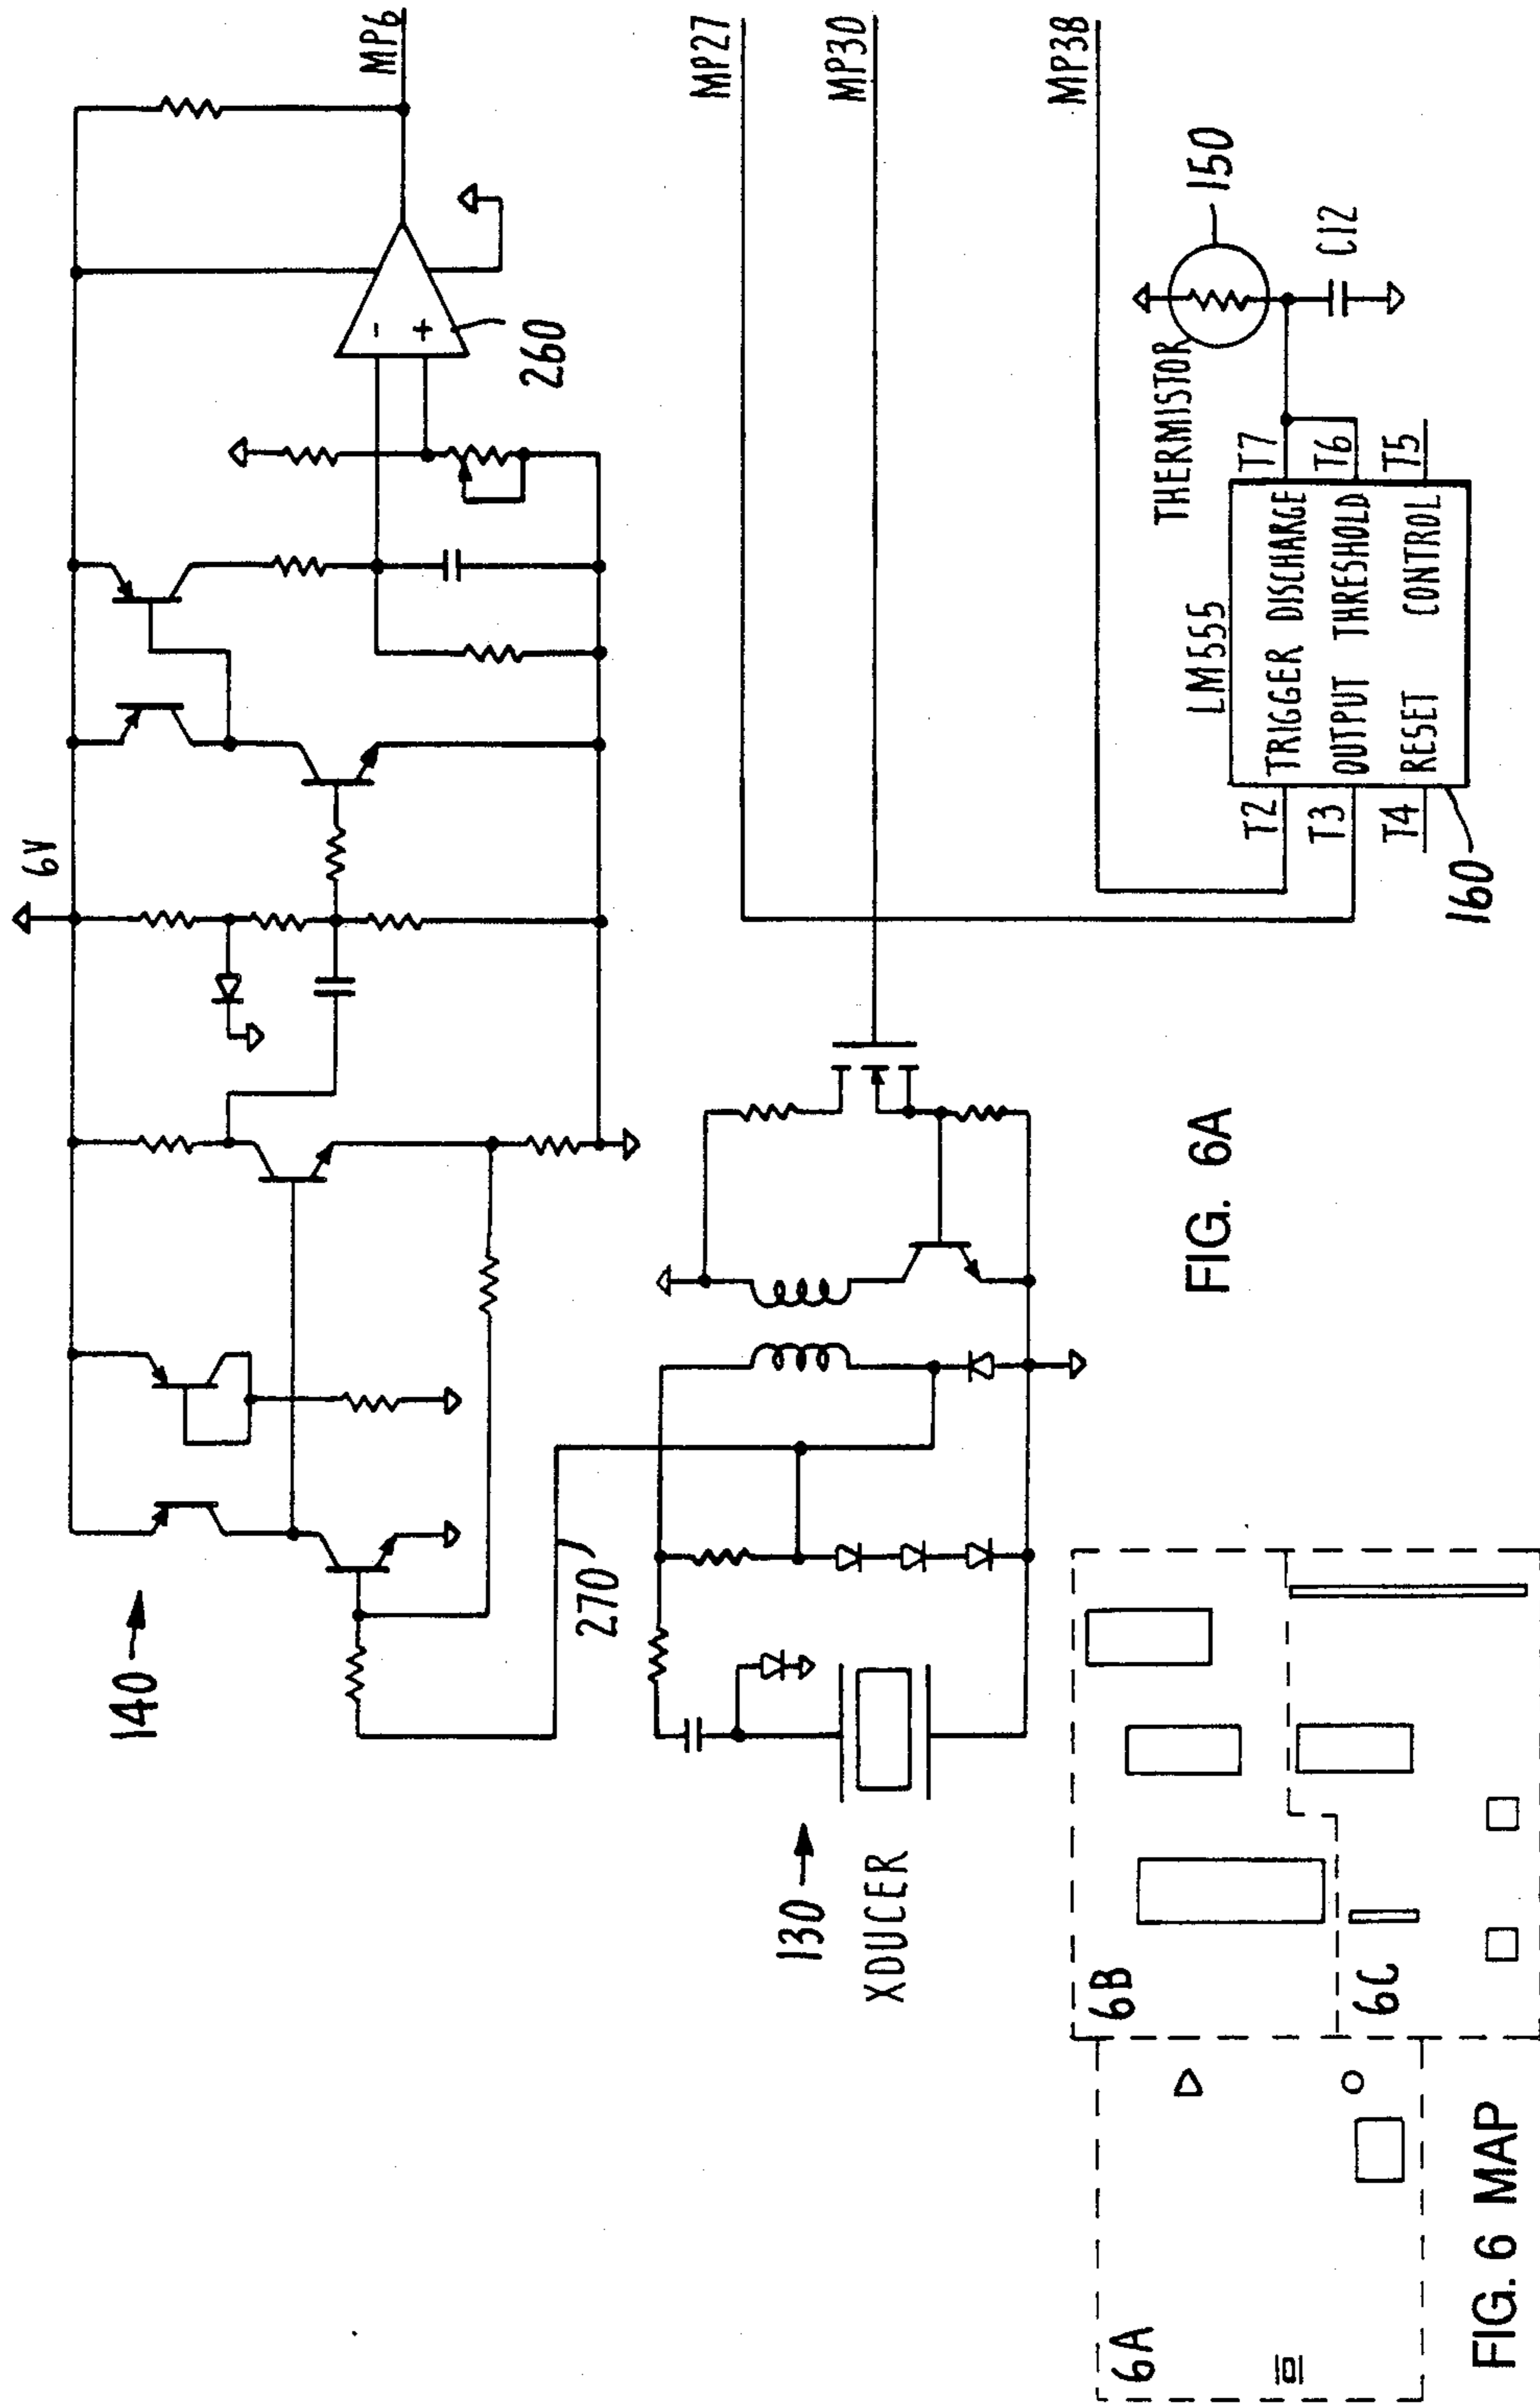 140
6V
MP6
260
270
130
XDUCER
MP27
MP30
MP38
150
THERMISTOR
C12
LM555
T2 TRIGGER DISCHARGE T7
T3 OUTPUT THRESHOLD T6
T4 RESET CONTROL T5
160
FIG. 6A
6A
6B
6C
FIG. 6 MAP